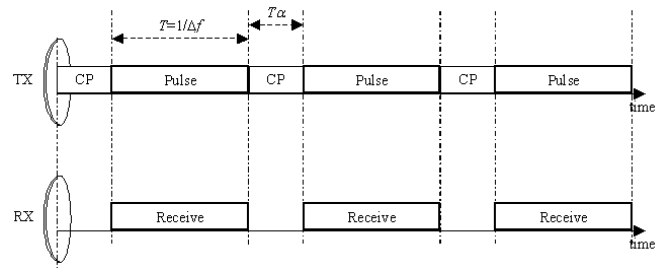 T=1/Δf
Tα
TX CP Pulse CP Pulse CP Pulse
time
RX Receive Receive Receive
time